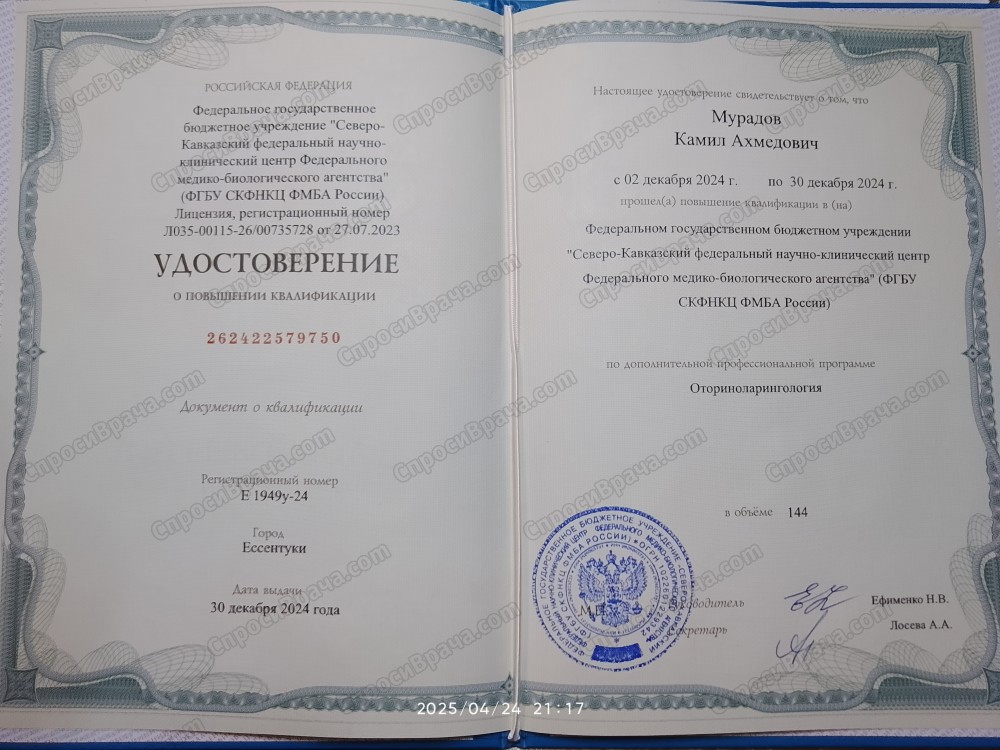 РОССИЙСКАЯ ФЕДЕРАЦИЯ
Федеральное государственное
бюджетное учреждение "Северо-
Кавказский федеральный научно-
клинический центр Федерального
медико-биологического агентства"
(ФГБУ СКФНКЦ ФМБА России)
Лицензия, регистрационный номер
Л035-00115-26/00735728 от 27.07.2023
УДОСТОВЕРЕНИЕ
О ПОВЫШЕНИИ КВАЛИФИКАЦИИ
262422579750
Документ о квалификации
Регистрационный номер
Е 1949у-24
Город
Ессентуки
Дата выдачи
30 декабря 2024 года
Настоящее удостоверение свидетельствует о том, что
Мурадов
Камил Ахмедович
с 02 декабря 2024 г. по 30 декабря 2024 г.
прошел(а) повышение квалификации в (на)
Федеральном государственном бюджетном учреждении
"Северо-Кавказский федеральный научно-клинический центр
Федерального медико-биологического агентства" (ФГБУ
СКФНКЦ ФМБА России)
по дополнительной профессиональной программе
Оториноларингология
в объёме 144
М.П.
Руководитель
Ефименко Н.В.
Секретарь
Лосева А.А.
СпросиВрача.com
2025/04/24 21:17